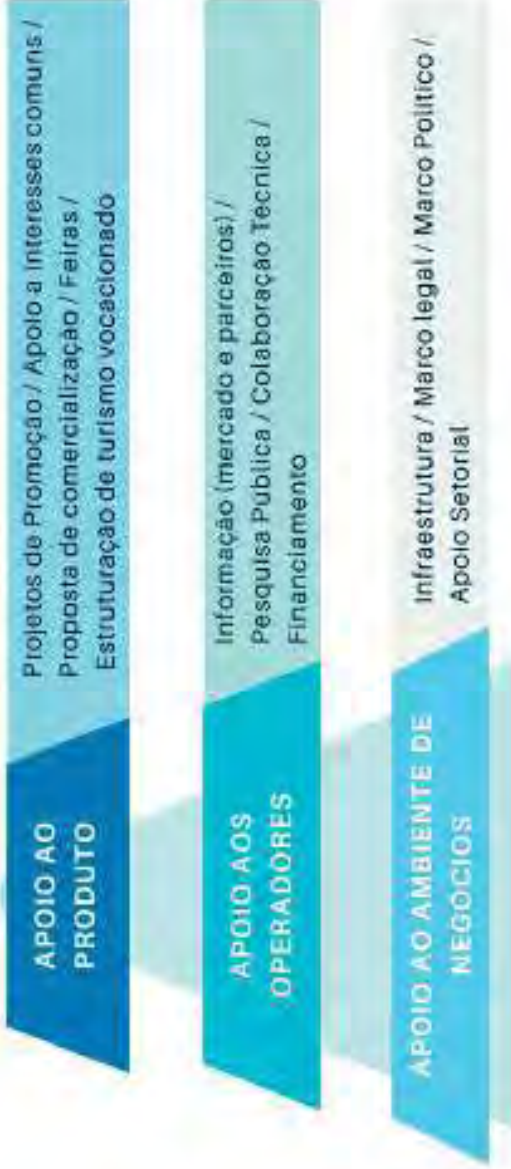 APOIO AO
PRODUTO
Projetos de Promoção / Apoio a interesses comuns /
Proposta de comercialização / Feiras /
Estruturação de turismo vocacionado
APOIO AOS
OPERADORES
Informação (mercado e parceiros) /
Pesquisa Pública / Colaboração Técnica /
Financiamento
APOIO AO AMBIENTE DE
NEGÓCIOS
Infraestrutura / Marco legal / Marco Político /
Apoio Setorial